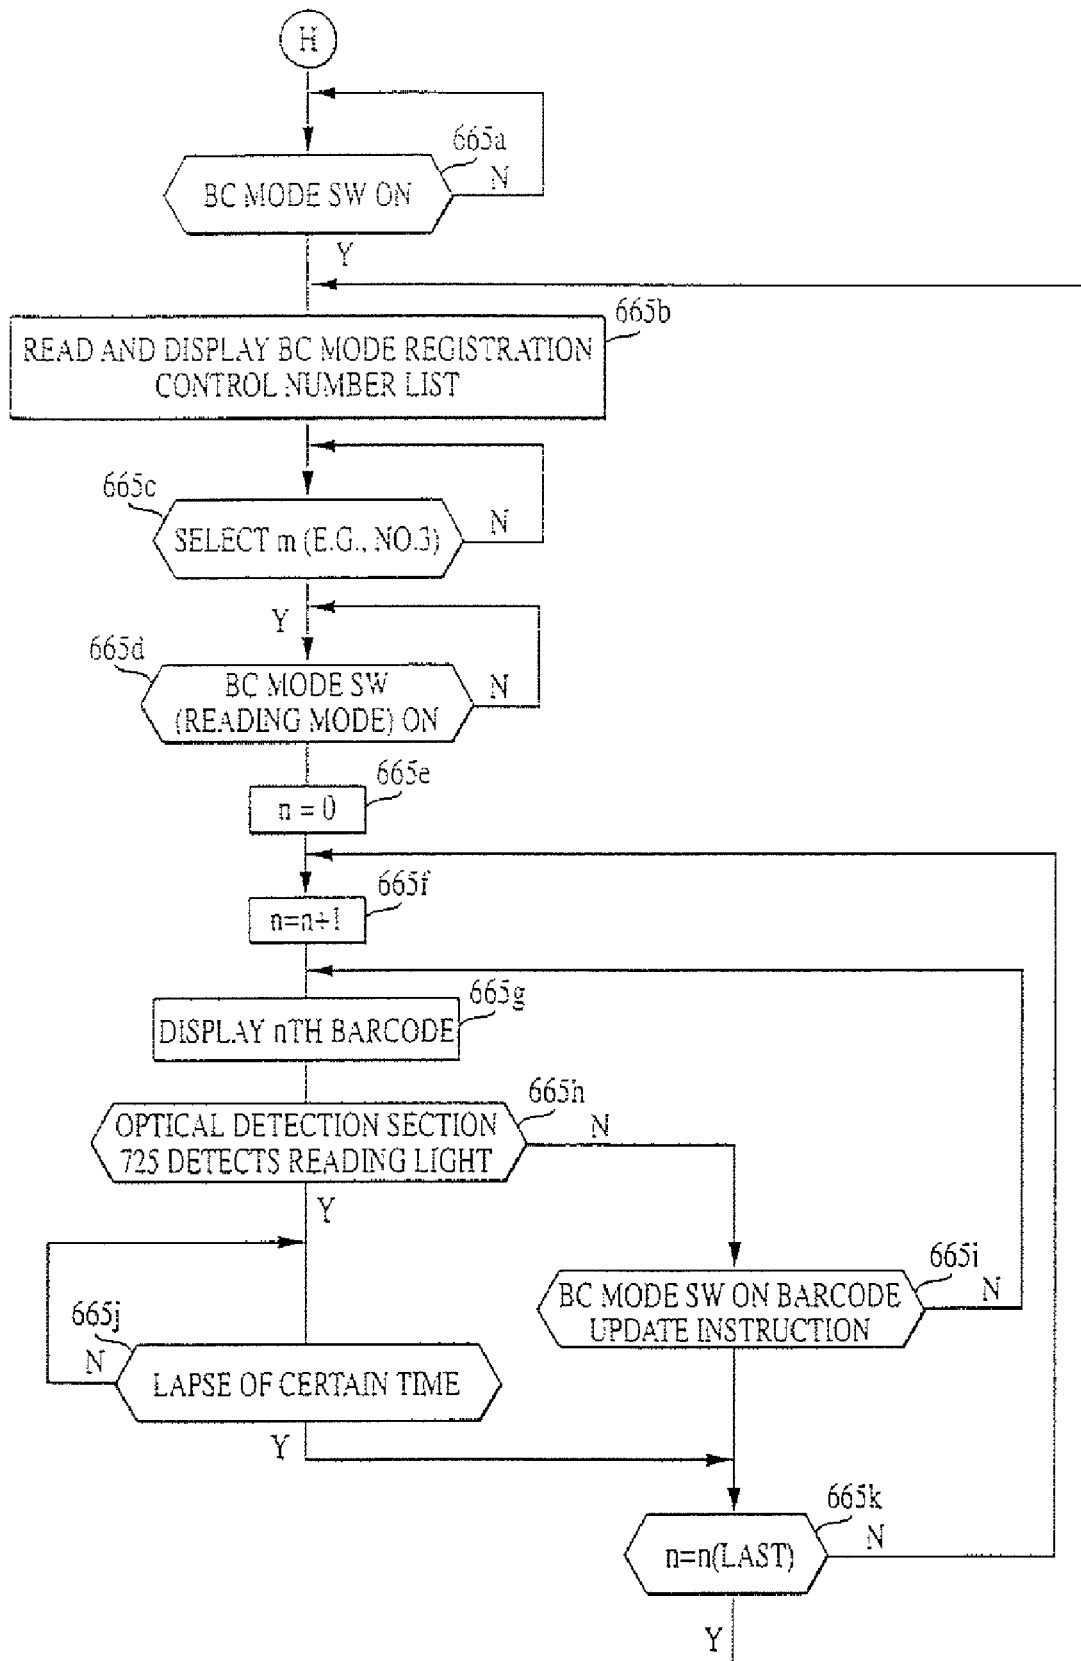 H
665a
BC MODE SW ON
N
Y
665b
READ AND DISPLAY BC MODE REGISTRATION
CONTROL NUMBER LIST
665c
SELECT m (E.G., NO.3)
N
Y
665d
BC MODE SW
(READING MODE) ON
N
665e
n = 0
665f
n=n+1
665g
DISPLAY nTH BARCODE
665h
OPTICAL DETECTION SECTION
725 DETECTS READING LIGHT
N
Y
665i
BC MODE SW ON BARCODE
UPDATE INSTRUCTION
N
665j
N
LAPSE OF CERTAIN TIME
Y
665k
n=n(LAST)
N
Y